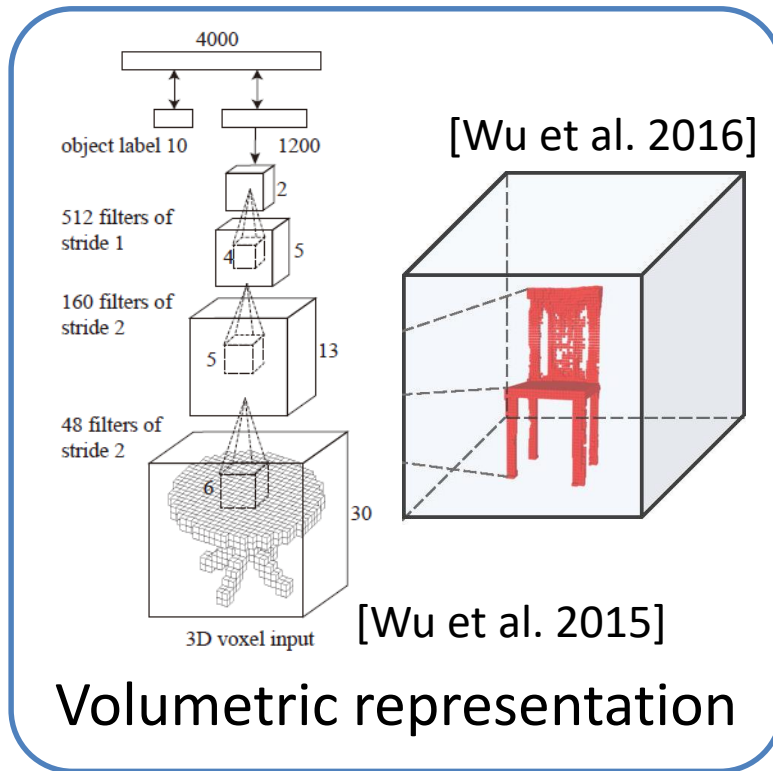 4000
object label 10
1200
[Wu et al. 2016]
2
512 filters of
stride 1
4
5
160 filters of
stride 2
5
13
48 filters of
stride 2
6
30
3D voxel input
[Wu et al. 2015]
Volumetric representation